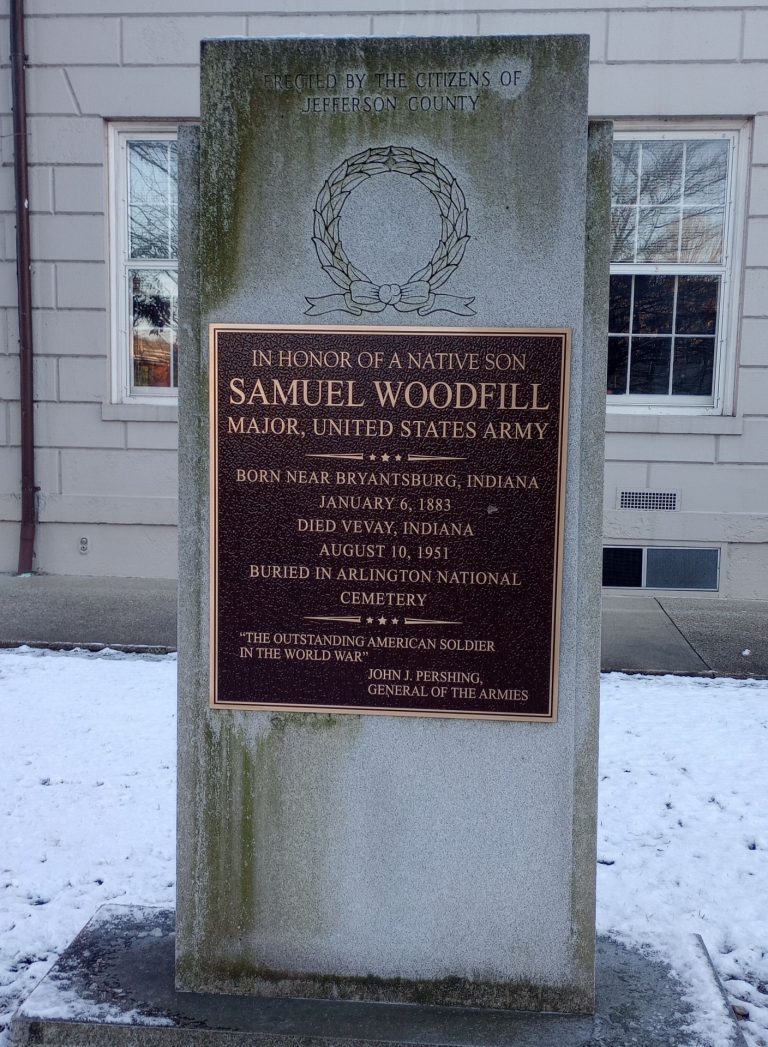 ERECTED BY THE CITIZENS OF
JEFFERSON COUNTY
IN HONOR OF A NATIVE SON
SAMUEL WOODFILL
MAJOR, UNITED STATES ARMY
BORN NEAR BRYANTSBURG, INDIANA
JANUARY 6, 1883
DIED VEVAY, INDIANA
AUGUST 10, 1951
BURIED IN ARLINGTON NATIONAL
CEMETERY
"THE OUTSTANDING AMERICAN SOLDIER
IN THE WORLD WAR"
JOHN J. PERSHING,
GENERAL OF THE ARMIES